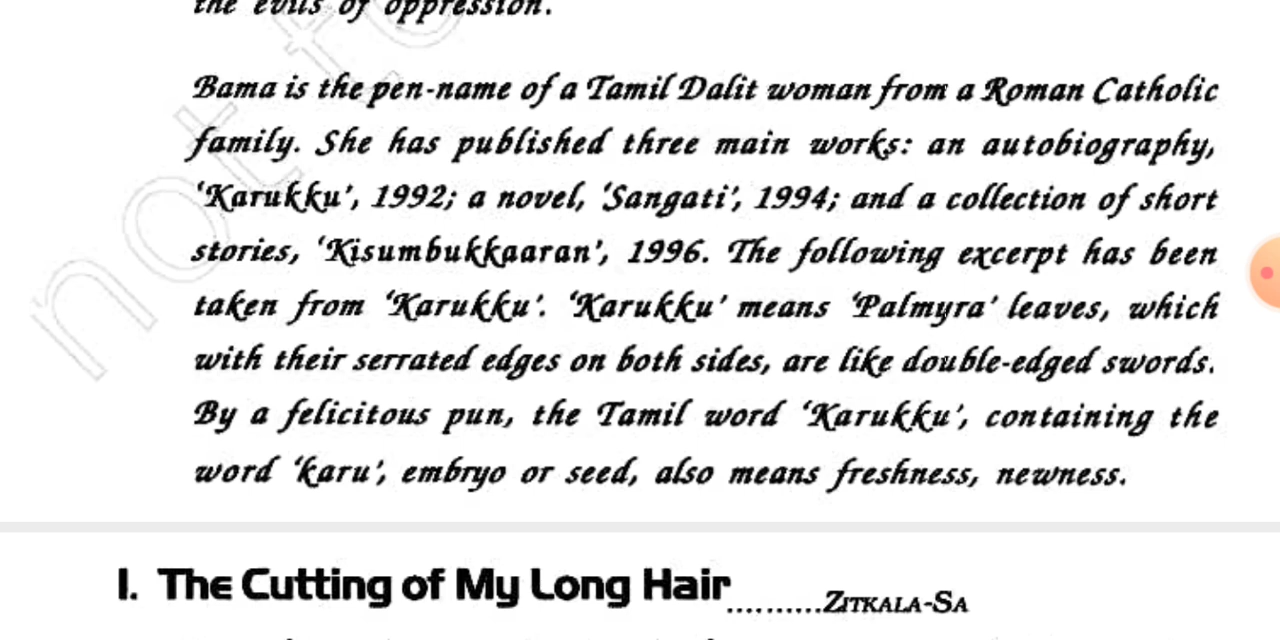 the evils of oppression.
Bama is the pen-name of a Tamil Dalit woman from a Roman Catholic
family. She has published three main works: an autobiography,
‘Karukku’, 1992; a novel, ‘Sangati’, 1994; and a collection of short
stories, ‘Kisumbukkaaran’, 1996. The following excerpt has been
taken from ‘Karukku’. ‘Karukku’ means ‘Palmyra’ leaves, which
with their serrated edges on both sides, are like double-edged swords.
By a felicitous pun, the Tamil word ‘Karukku’, containing the
word ‘karu’, embryo or seed, also means freshness, newness.
not to
I. The Cutting of My Long Hair..........ZITKALA-SA